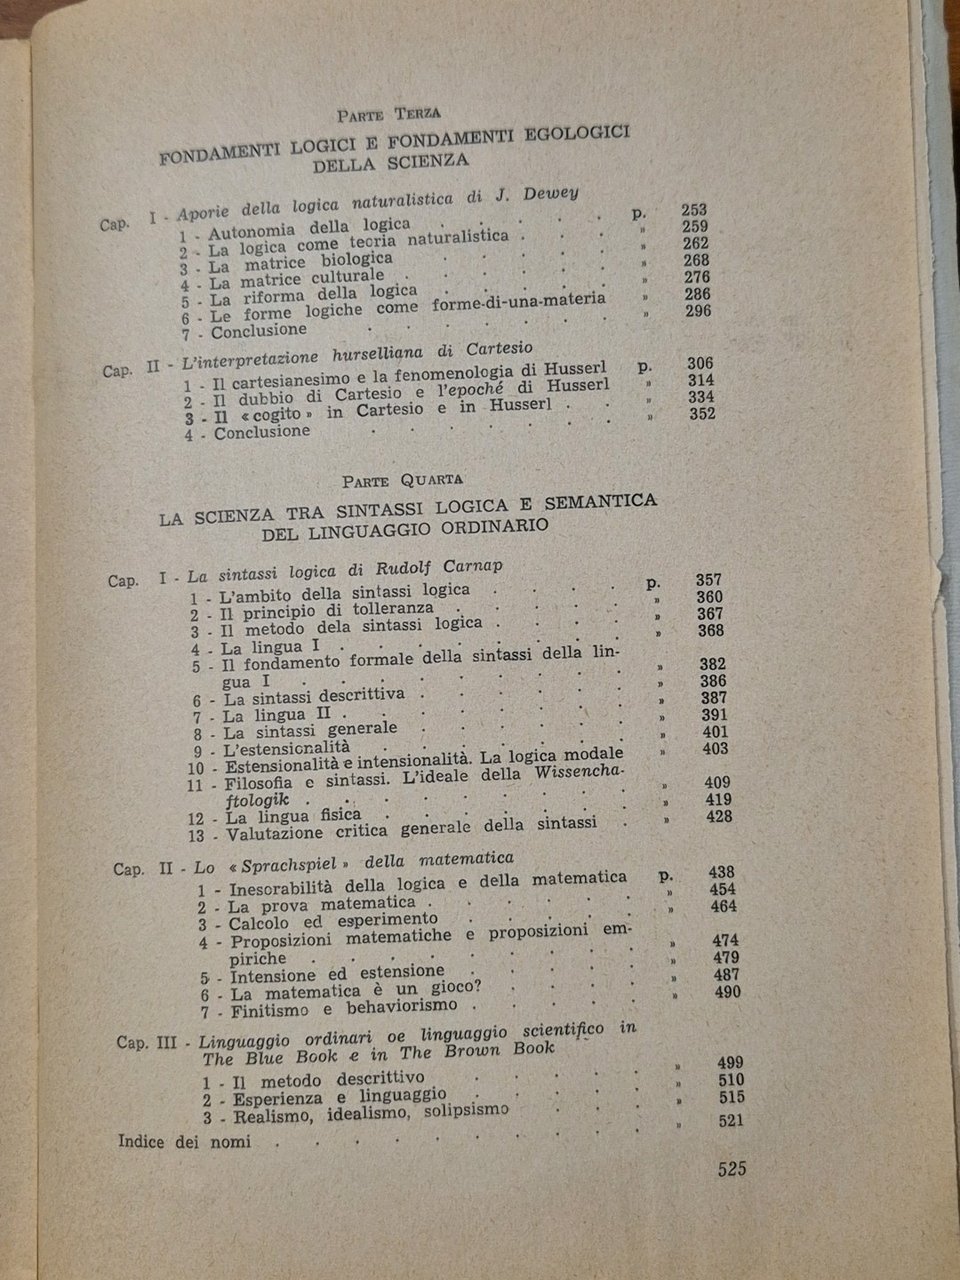 PARTE TERZA
FONDAMENTI LOGICI E FONDAMENTI EGOLOGICI
DELLA SCIENZA
Cap. I - Aporie della logica naturalistica di J. Dewey
1 - Autonomia della logica . . . . . p. 253
2 - La logica come teoria naturalistica . . . » 259
3 - La matrice biologica . . . . . » 262
4 - La matrice culturale . . . . . . » 268
5 - La riforma della logica . . . . . » 276
6 - Le forme logiche come forme-di-una-materia » 286
7 - Conclusione . . . . . . . » 296
Cap. II - L'interpretazione hurselliana di Cartesio
1 - Il cartesianesimo e la fenomenologia di Husserl p. 306
2 - Il dubbio di Cartesio e l'epoché di Husserl » 314
3 - Il «cogito» in Cartesio e in Husserl . . » 334
4 - Conclusione . . . . . . . » 352
PARTE QUARTA
LA SCIENZA TRA SINTASSI LOGICA E SEMANTICA
DEL LINGUAGGIO ORDINARIO
Cap. I - La sintassi logica di Rudolf Carnap
1 - L'ambito della sintassi logica . . . . p. 357
2 - Il principio di tolleranza . . . . . » 360
3 - Il metodo dela sintassi logica . . . . » 367
4 - La lingua I . . . . . . . . » 368
5 - Il fondamento formale della sintassi della lin-
gua I . . . . . . . . . » 382
6 - La sintassi descrittiva . . . . . . » 386
7 - La lingua II . . . . . . . . » 387
8 - La sintassi generale . . . . . . » 391
9 - L'estensionalità . . . . . . . » 401
10 - Estensionalità e intensionalità. La logica modale » 403
11 - Filosofia e sintassi. L'ideale della Wissencha-
ftologik . . . . . . . . . » 409
12 - La lingua fisica . . . . . . . » 419
13 - Valutazione critica generale della sintassi . » 428
Cap. II - Lo «Sprachspiel» della matematica
1 - Inesorabilità della logica e della matematica p. 438
2 - La prova matematica . . . . . . » 454
3 - Calcolo ed esperimento . . . . . » 464
4 - Proposizioni matematiche e proposizioni em-
piriche . . . . . . . . . » 474
5 - Intensione ed estensione . . . . . » 479
6 - La matematica è un gioco? . . . . » 487
7 - Finitismo e behaviorismo . . . . . » 490
Cap. III - Linguaggio ordinari oe linguaggio scientifico in
The Blue Book e in The Brown Book
1 - Il metodo descrittivo . . . . . » 499
2 - Esperienza e linguaggio . . . . . » 510
3 - Realismo, idealismo, solipsismo . . . » 515
Indice dei nomi . . . . . . . . . . » 521
525